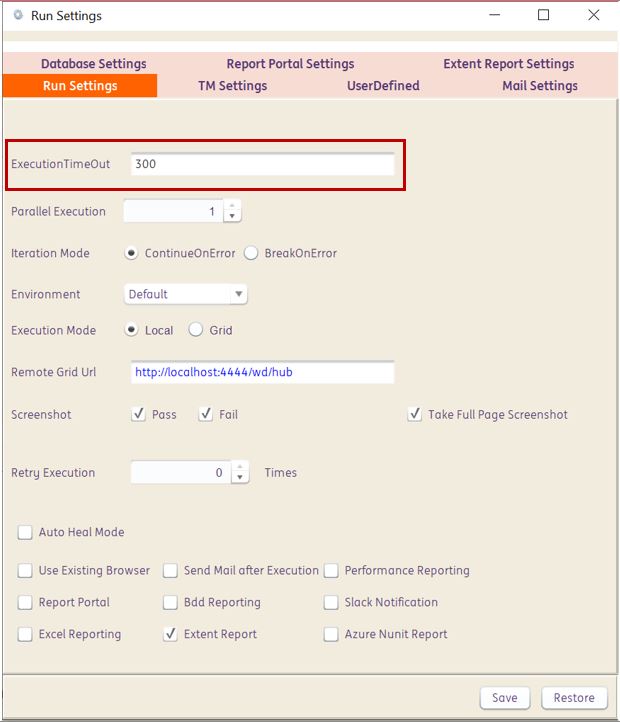 Run Settings
Database Settings Report Portal Settings Extent Report Settings
Run Settings TM Settings UserDefined Mail Settings
ExecutionTimeOut 300
Parallel Execution 1
Iteration Mode ContinueOnError BreakOnError
Environment Default
Execution Mode Local Grid
Remote Grid Url http://localhost:4444/wd/hub
Screenshot Pass Fail Take Full Page Screenshot
Retry Execution 0 Times
Auto Heal Mode
Use Existing Browser Send Mail after Execution Performance Reporting
Report Portal Bdd Reporting Slack Notification
Excel Reporting Extent Report Azure Nunit Report
Save Restore